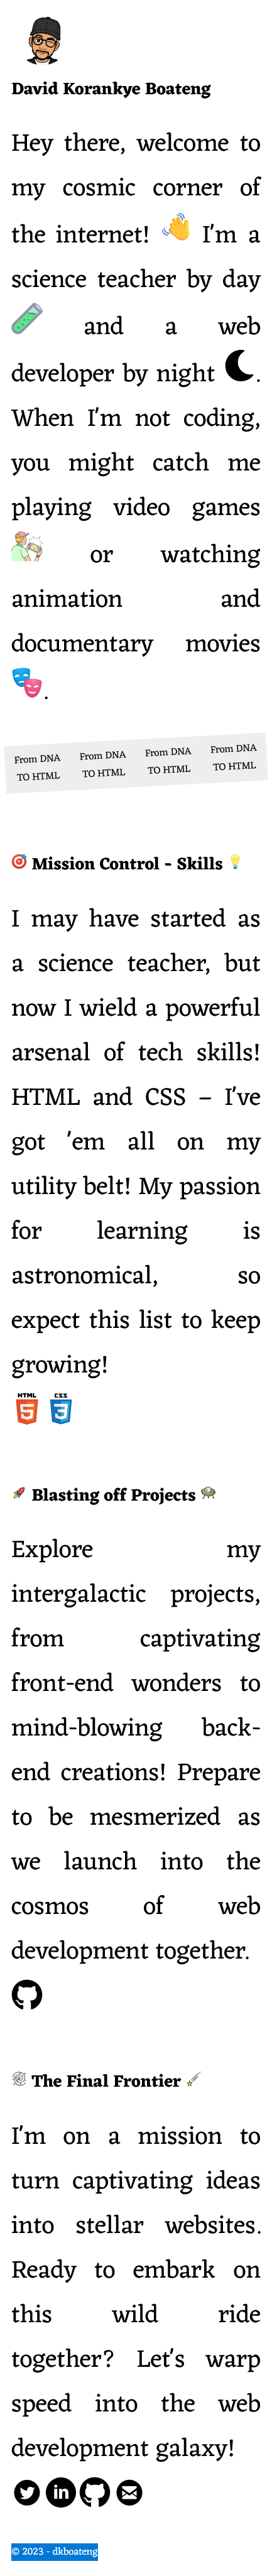 David Korankye Boateng
Hey there, welcome to
my cosmic corner of
the internet! I'm a
science teacher by day
and a web
developer by night .
When I'm not coding,
you might catch me
playing video games
or watching
animation and
documentary movies
.
From DNA TO HTML From DNA TO HTML From DNA TO HTML From DNA TO HTML
Mission Control - Skills
I may have started as
a science teacher, but
now I wield a powerful
arsenal of tech skills!
HTML and CSS – I've
got 'em all on my
utility belt! My passion
for learning is
astronomical, so
expect this list to keep
growing!
HTML CSS
5 3
Blasting off Projects
Explore my
intergalactic projects,
from captivating
front-end wonders to
mind-blowing back-
end creations! Prepare
to be mesmerized as
we launch into the
cosmos of web
development together.
The Final Frontier
I'm on a mission to
turn captivating ideas
into stellar websites.
Ready to embark on
this wild ride
together? Let's warp
speed into the web
development galaxy!
in
© 2023 - dkboateng